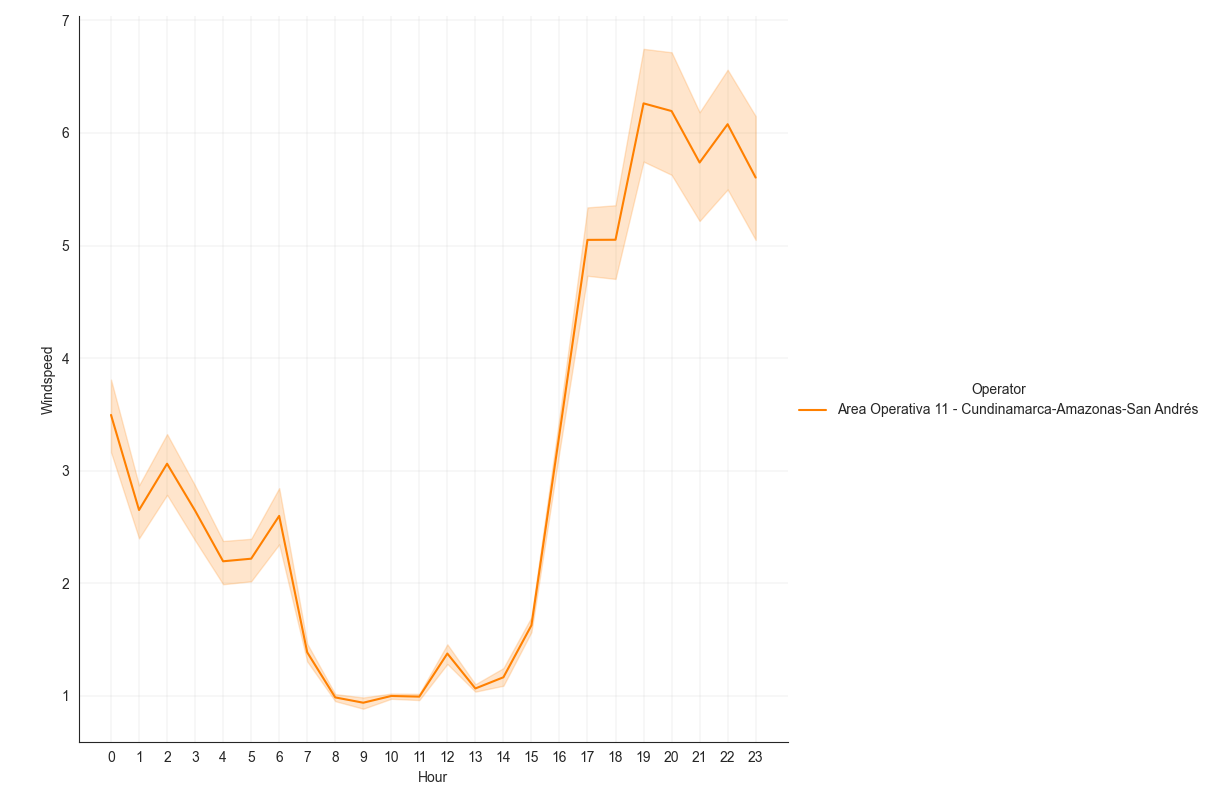 7
6
5
4
3
2
1
Windspeed
0 1 2 3 4 5 6 7 8 9 10 11 12 13 14 15 16 17 18 19 20 21 22 23
Hour
Operator
Area Operativa 11 - Cundinamarca-Amazonas-San Andrés